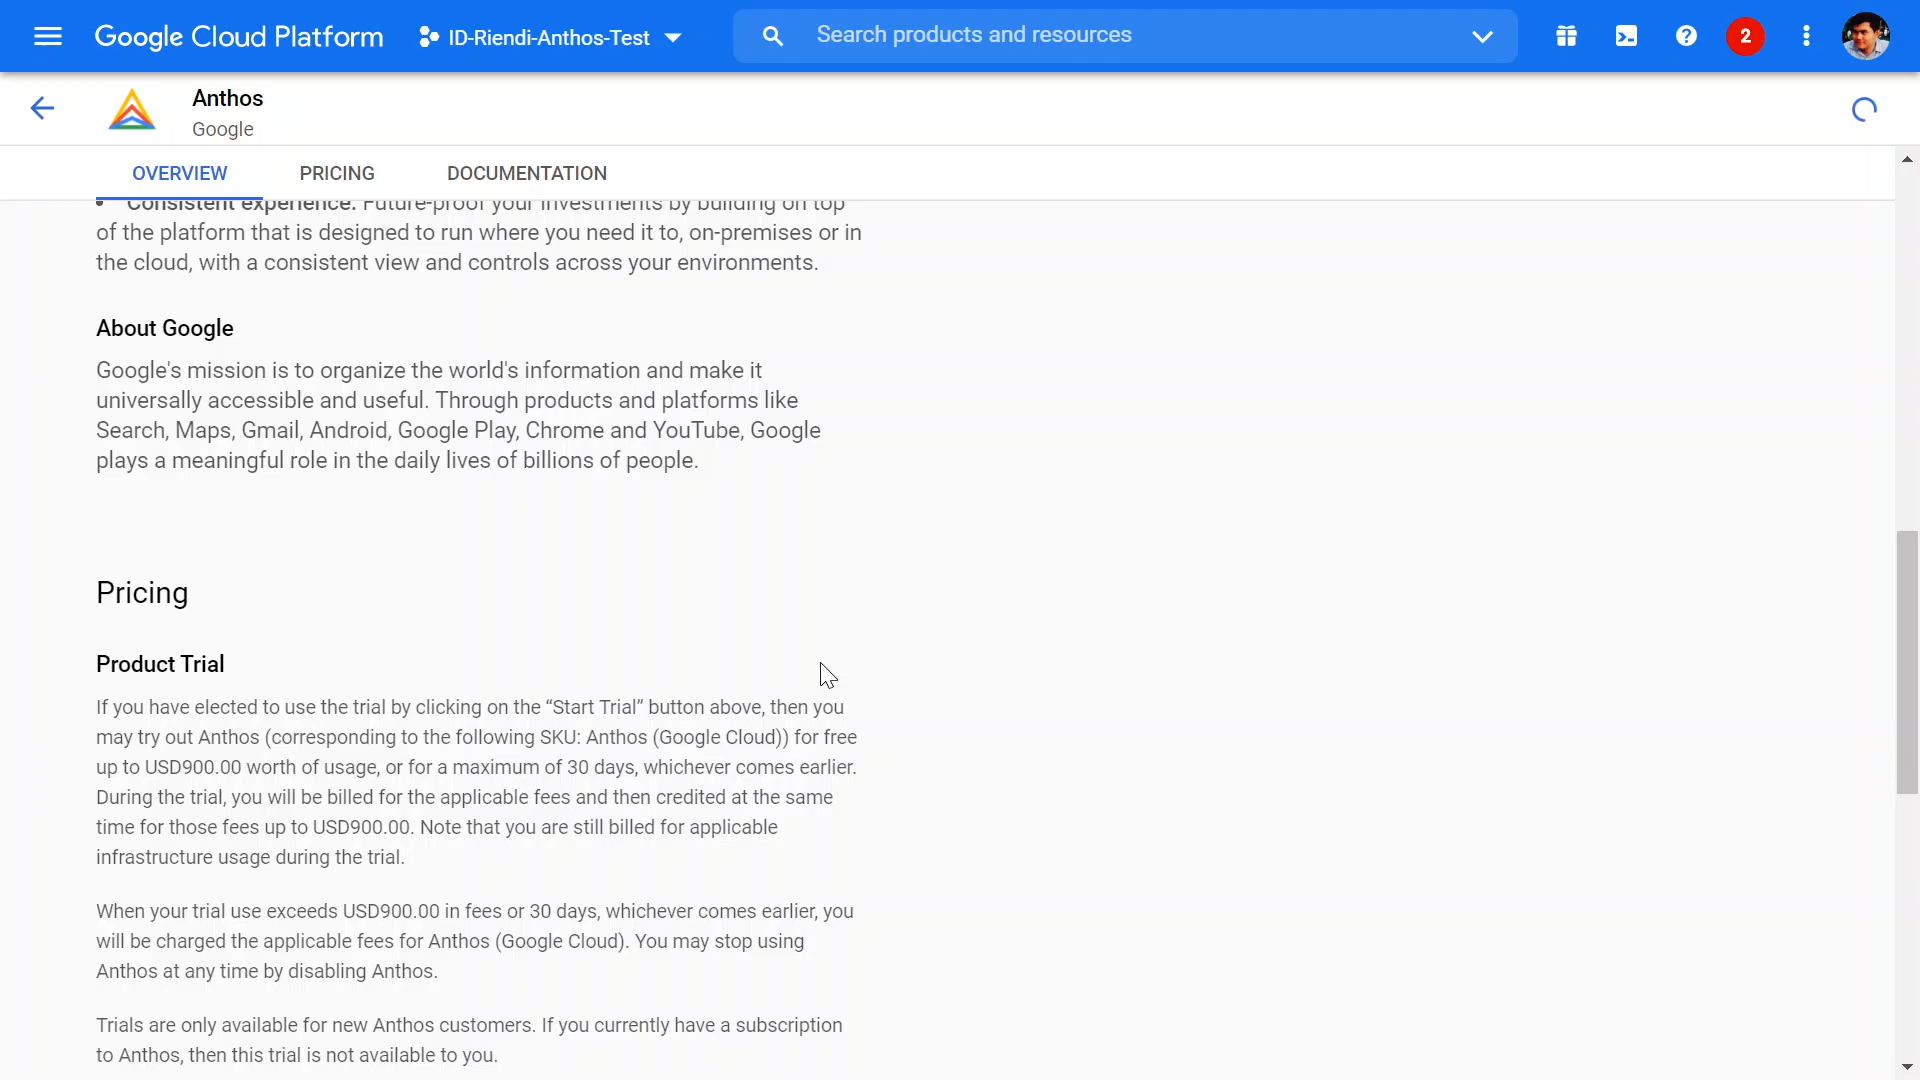 Google Cloud Platform
ID-Riendi-Anthos-Test
Search products and resources
2
Anthos
Google
OVERVIEW
PRICING
DOCUMENTATION
• Consistent experience. Future-proof your investments by building on top
of the platform that is designed to run where you need it to, on-premises or in
the cloud, with a consistent view and controls across your environments.
About Google
Google's mission is to organize the world's information and make it
universally accessible and useful. Through products and platforms like
Search, Maps, Gmail, Android, Google Play, Chrome and YouTube, Google
plays a meaningful role in the daily lives of billions of people.
Pricing
Product Trial
If you have elected to use the trial by clicking on the “Start Trial” button above, then you
may try out Anthos (corresponding to the following SKU: Anthos (Google Cloud)) for free
up to USD900.00 worth of usage, or for a maximum of 30 days, whichever comes earlier.
During the trial, you will be billed for the applicable fees and then credited at the same
time for those fees up to USD900.00. Note that you are still billed for applicable
infrastructure usage during the trial.
When your trial use exceeds USD900.00 in fees or 30 days, whichever comes earlier, you
will be charged the applicable fees for Anthos (Google Cloud). You may stop using
Anthos at any time by disabling Anthos.
Trials are only available for new Anthos customers. If you currently have a subscription
to Anthos, then this trial is not available to you.